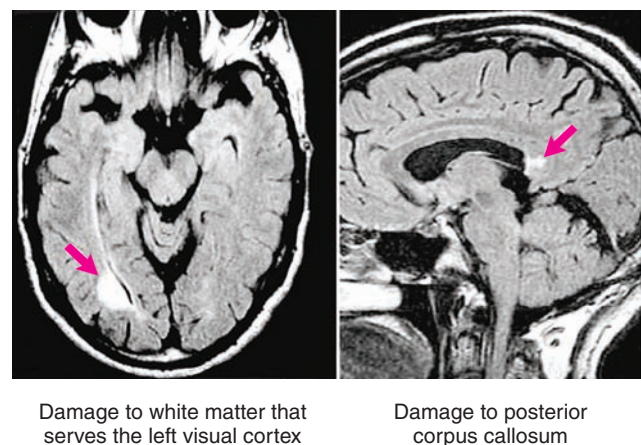 Damage to white matter that
serves the left visual cortex
Damage to posterior
corpus callosum